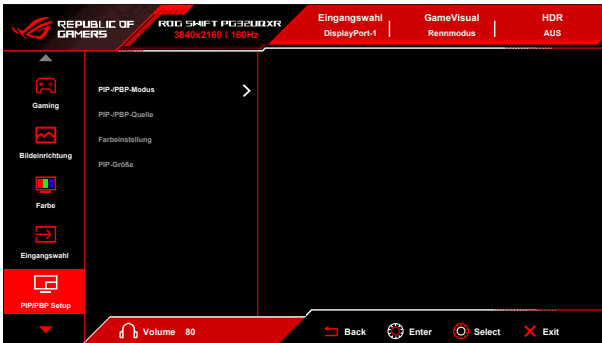 REPUBLIC OF
GAMERS
ROG SWIFT PG32UQXR
3840x2160 | 160Hz
Eingangswahl
DisplayPort-1
GameVisual
Rennmodus
HDR
AUS
Gaming
Bildeinrichtung
Farbe
Eingangswahl
PIP/PBP Setup
PIP-/PBP-Modus
PIP-/PBP-Quelle
Farbeinstellung
PIP-Größe
Volume 80
Back
Enter
Select
Exit